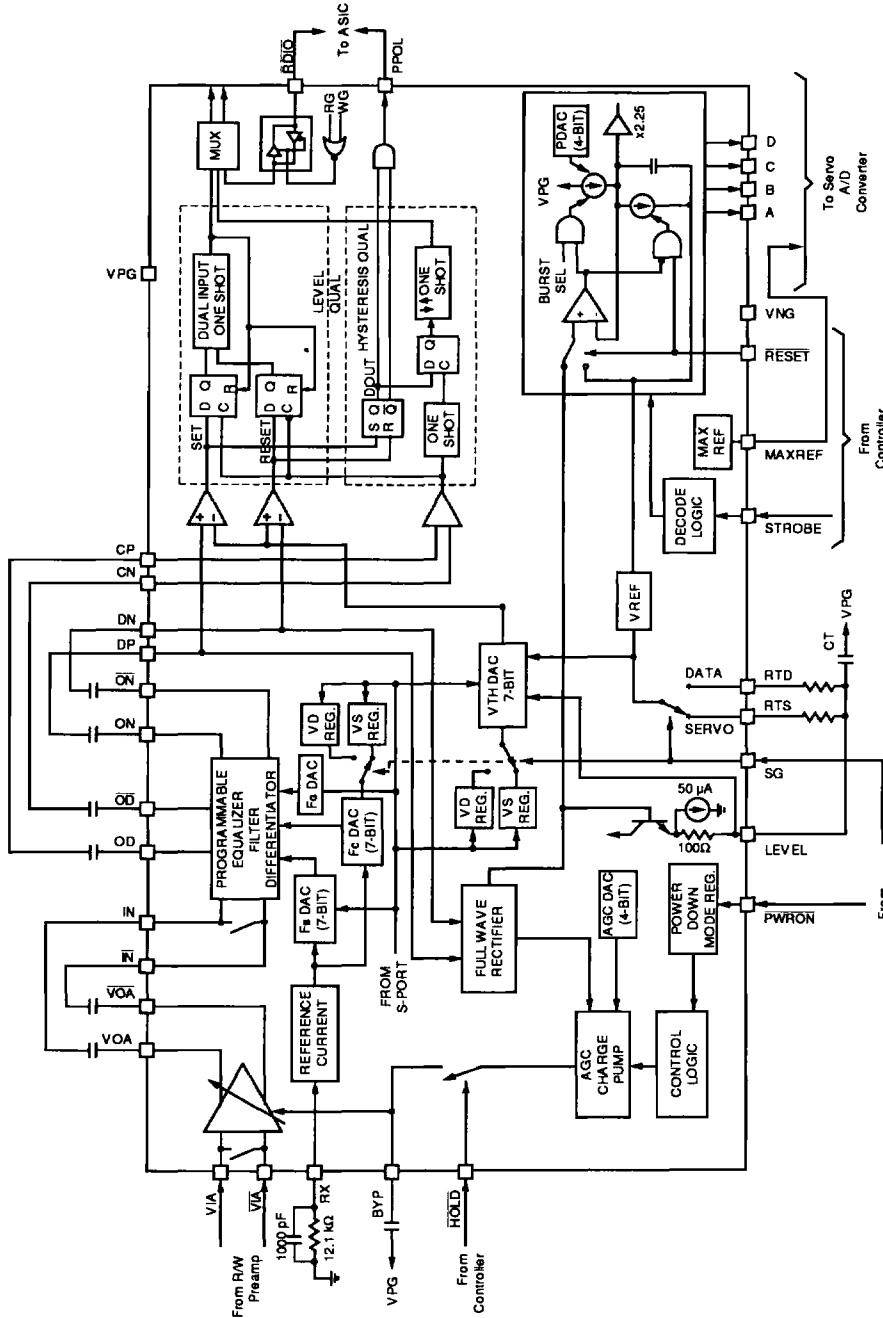 VPG
RDIO
To ASIC
PPOL
MUX
RG
WG
DUAL INPUT
ONE SHOT
LEVEL
QUAL
SET
D Q
C R
RESET
D Q
C R
HYSTERESIS QUAL
DOUT
S Q
R Q
ONE
SHOT
D Q
C
ONE
SHOT
+
-
+
-
CP
CN
DN
DP
ON
ON
OD
OD
IN
IN
VOA
VOA
PROGRAMMABLE
EQUALIZER
FILTER
DIFFERENTIATOR
VD
REG.
VS
REG.
FC DAC
(7-BIT)
FB DAC
(7-BIT)
REFERENCE
CURRENT
FROM
S-PORT
VTH DAC
7-BIT
VD
REG.
VS
REG.
FULL WAVE
RECTIFIER
AGC DAC
(4-BIT)
AGC
CHARGE
PUMP
CONTROL
LOGIC
POWER
DOWN
MODE REG.
VIA
VIA
From R/W
Preamp
RX
1000 pF
12.1 kΩ
BYP
VPG
HOLD
From
Controller
PWRON
From
LEVEL
100Ω
50 µA
SG
SERVO
DATA
RTS
RTD
CT
VPG
VREF
DECODE
LOGIC
STROBE
MAX
REF
MAXREF
From
Controller
RESET
VNG
BURST
SEL
VPG
PDAC
(4-BIT)
+
-
x2.25
A
B
C
D
To Servo
A/D
Converter